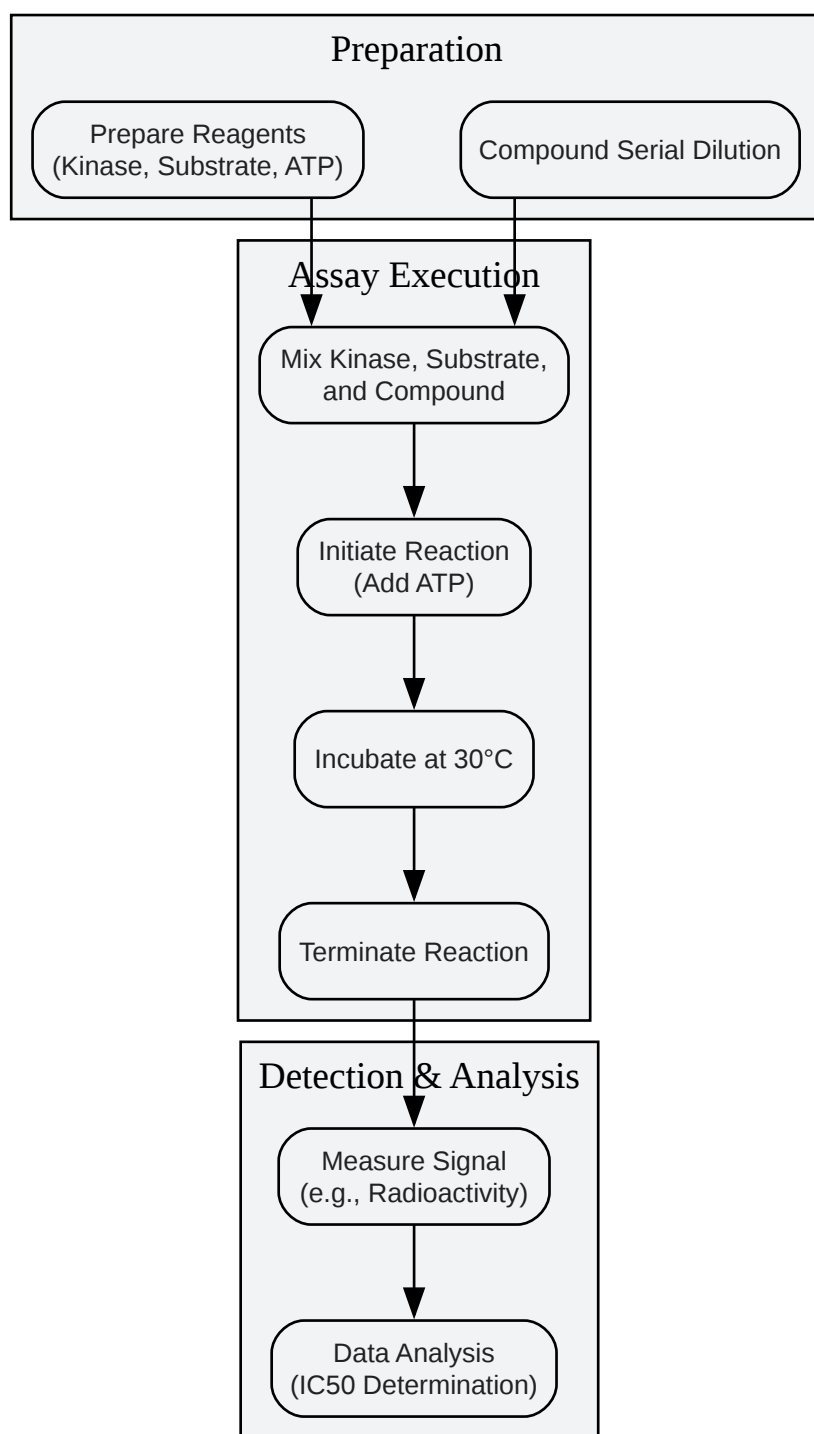 Preparation
Prepare Reagents
(Kinase, Substrate, ATP)
Compound Serial Dilution
Assay Execution
Mix Kinase, Substrate,
and Compound
Initiate Reaction
(Add ATP)
Incubate at 30°C
Terminate Reaction
Detection & Analysis
Measure Signal
(e.g., Radioactivity)
Data Analysis
(IC50 Determination)